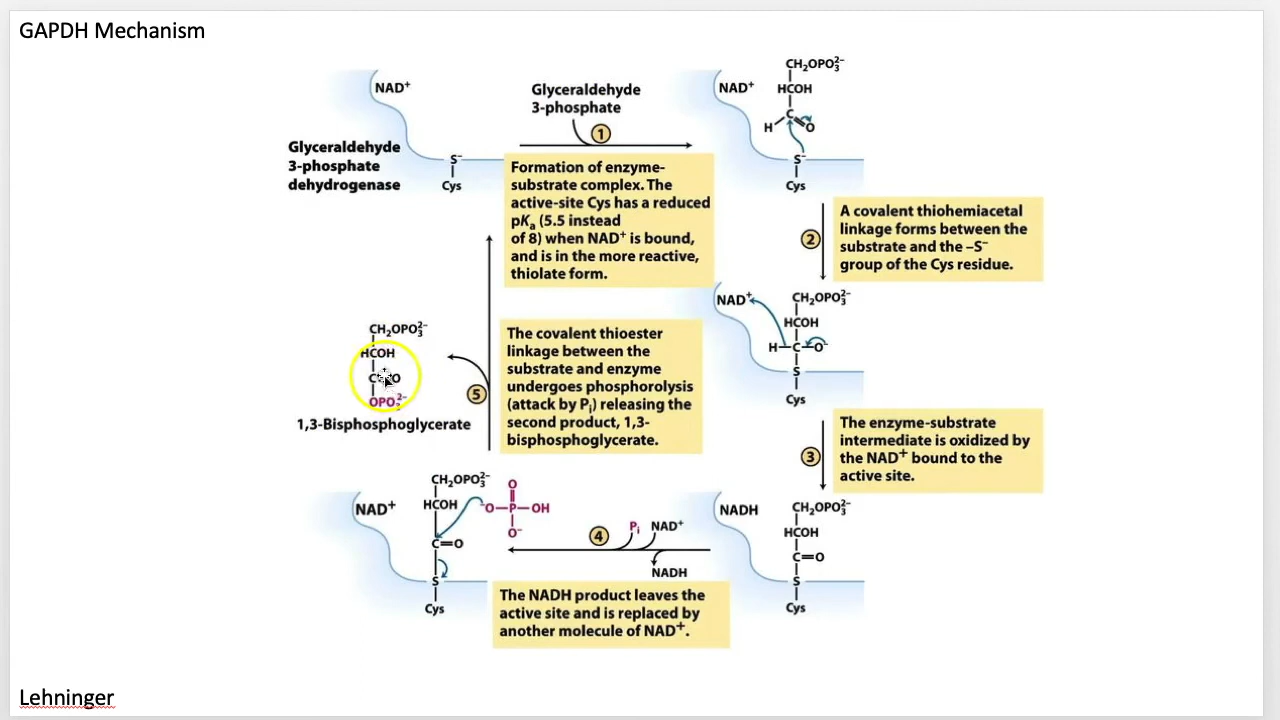 GAPDH Mechanism
NAD⁺
Glyceraldehyde
3-phosphate
dehydrogenase
S⁻
Cys
Glyceraldehyde
3-phosphate
1
Formation of enzyme-
substrate complex. The
active-site Cys has a reduced
pKₐ (5.5 instead
of 8) when NAD⁺ is bound,
and is in the more reactive,
thiolate form.
NAD⁺
CH₂OPO₃²⁻
HCOH
C
H
O
S⁻
Cys
2
A covalent thiohemiacetal
linkage forms between the
substrate and the –S⁻
group of the Cys residue.
NAD⁺
CH₂OPO₃²⁻
HCOH
H—C—O⁻
S
Cys
3
The enzyme-substrate
intermediate is oxidized by
the NAD⁺ bound to the
active site.
NADH
CH₂OPO₃²⁻
HCOH
C=O
S
Cys
4
Pᵢ
NAD⁺
NADH
The NADH product leaves the
active site and is replaced by
another molecule of NAD⁺.
NAD⁺
CH₂OPO₃²⁻
HCOH
C=O
S
Cys
O
⁻O—P—OH
O⁻
5
The covalent thioester
linkage between the
substrate and enzyme
undergoes phosphorolysis
(attack by Pᵢ) releasing the
second product, 1,3-
bisphosphoglycerate.
CH₂OPO₃²⁻
HCOH
C O
OPO₃²⁻
1,3-Bisphosphoglycerate
Lehninger